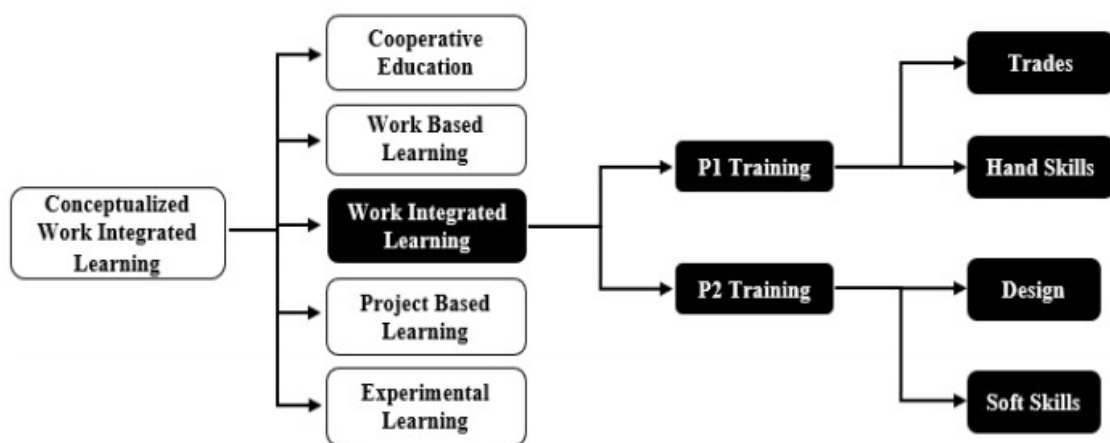 Cooperative
Education
Work Based
Learning
Conceptualized
Work Integrated
Learning
Work Integrated
Learning
Project Based
Learning
Experimental
Learning
P1 Training
P2 Training
Trades
Hand Skills
Design
Soft Skills